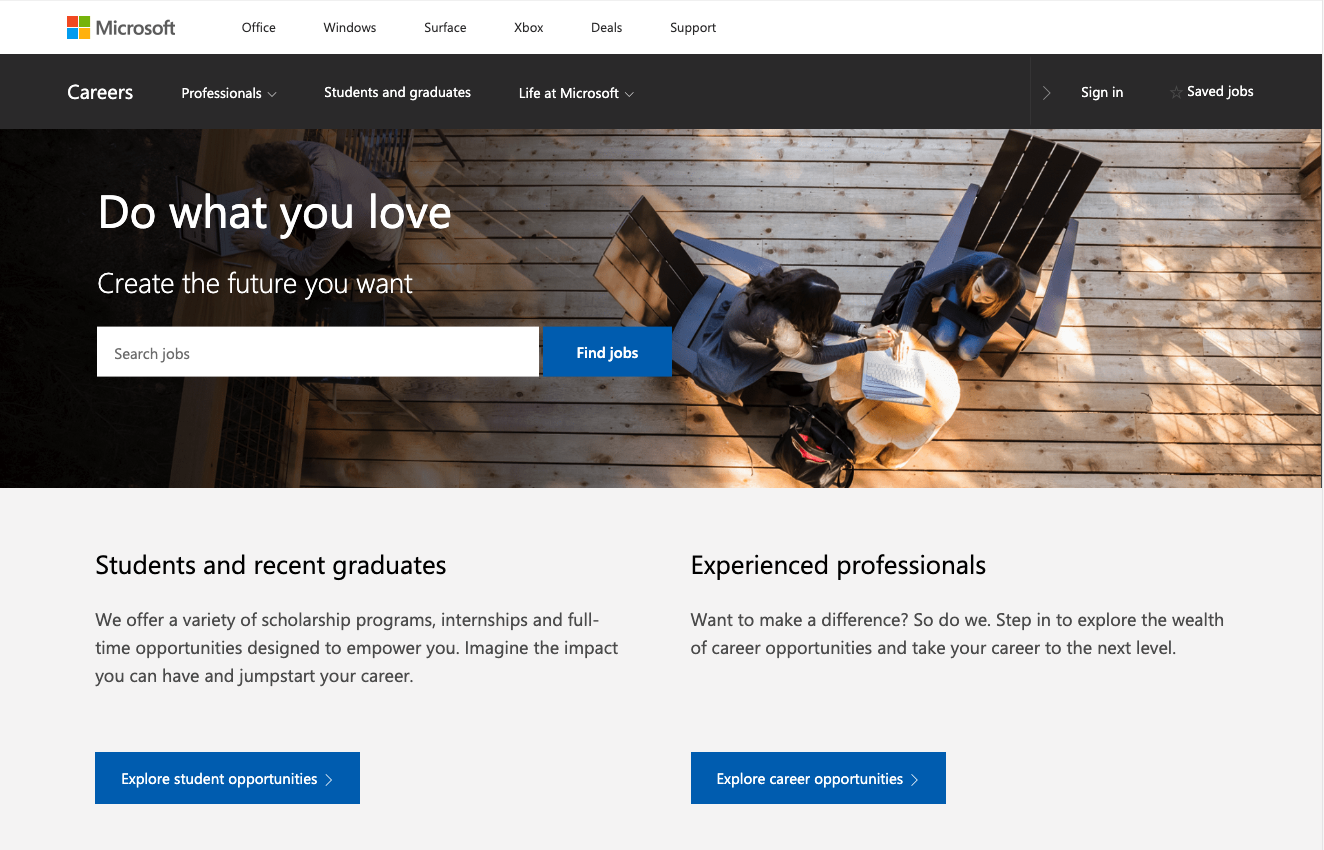 Microsoft Office Windows Surface Xbox Deals Support
Careers Professionals Students and graduates Life at Microsoft Sign in Saved jobs
Do what you love
Create the future you want
Search jobs Find jobs
Students and recent graduates
We offer a variety of scholarship programs, internships and full-
time opportunities designed to empower you. Imagine the impact
you can have and jumpstart your career.
Explore student opportunities
Experienced professionals
Want to make a difference? So do we. Step in to explore the wealth
of career opportunities and take your career to the next level.
Explore career opportunities